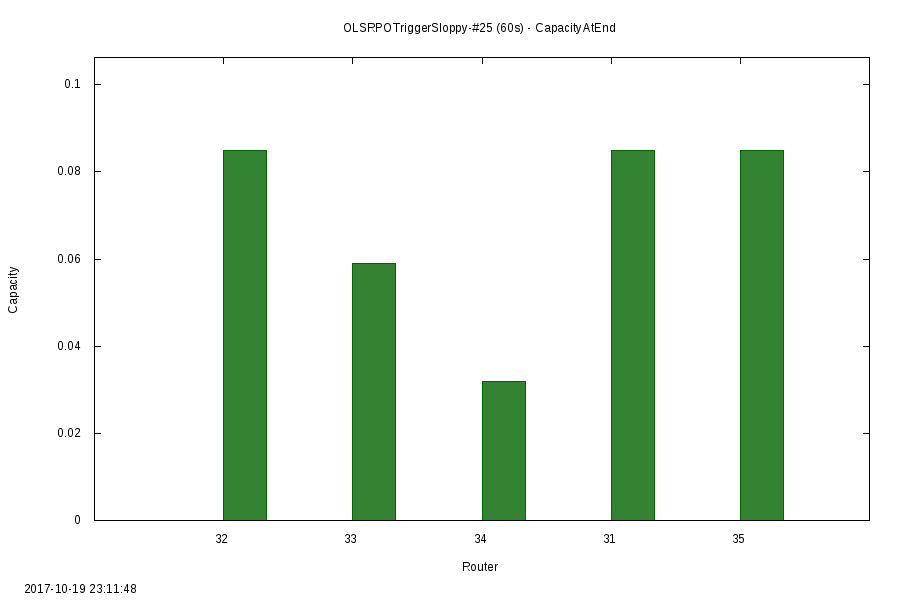 OLSRPOTriggerSloppy-#25 (60s) - CapacityAtEnd
0.1
0.08
0.06
0.04
0.02
0
Capacity
32 33 34 31 35
Router
2017-10-19 23:11:48